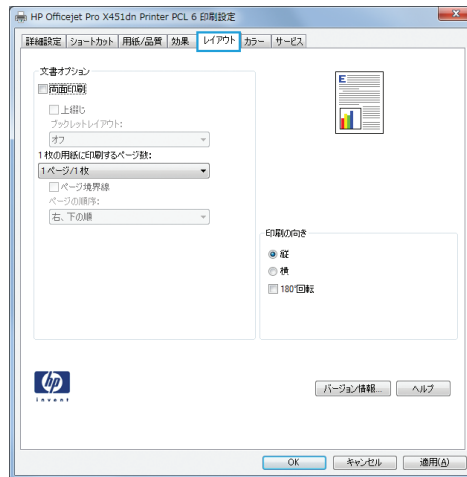 HP Officejet Pro X451dn Printer PCL 6 印刷設定
詳細設定 ショートカット 用紙/品質 効果 レイアウト カラー サービス
文書オプション
両面印刷
上綴じ
ブックレットレイアウト:
オフ
1 枚の用紙に印刷するページ数:
1 ページ/1 枚
ページ境界線
ページの順序:
右、下の順
E
印刷の向き
縦
横
180°回転
hp
invent
バージョン情報... ヘルプ
OK キャンセル 適用(A)